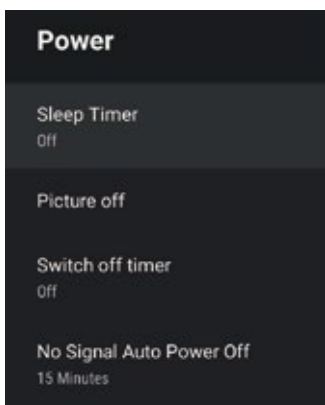 Power
Sleep Timer
Off
Picture off
Switch off timer
Off
No Signal Auto Power Off
15 Minutes